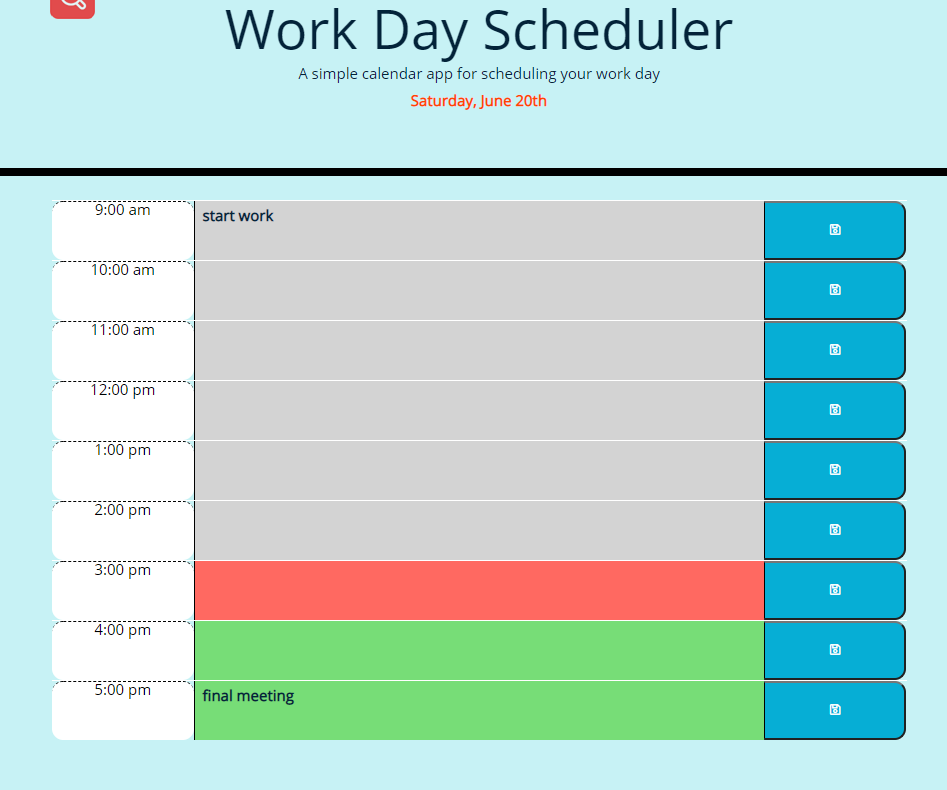 Work Day Scheduler
A simple calendar app for scheduling your work day
Saturday, June 20th
9:00 am start work
10:00 am
11:00 am
12:00 pm
1:00 pm
2:00 pm
3:00 pm
4:00 pm
5:00 pm final meeting